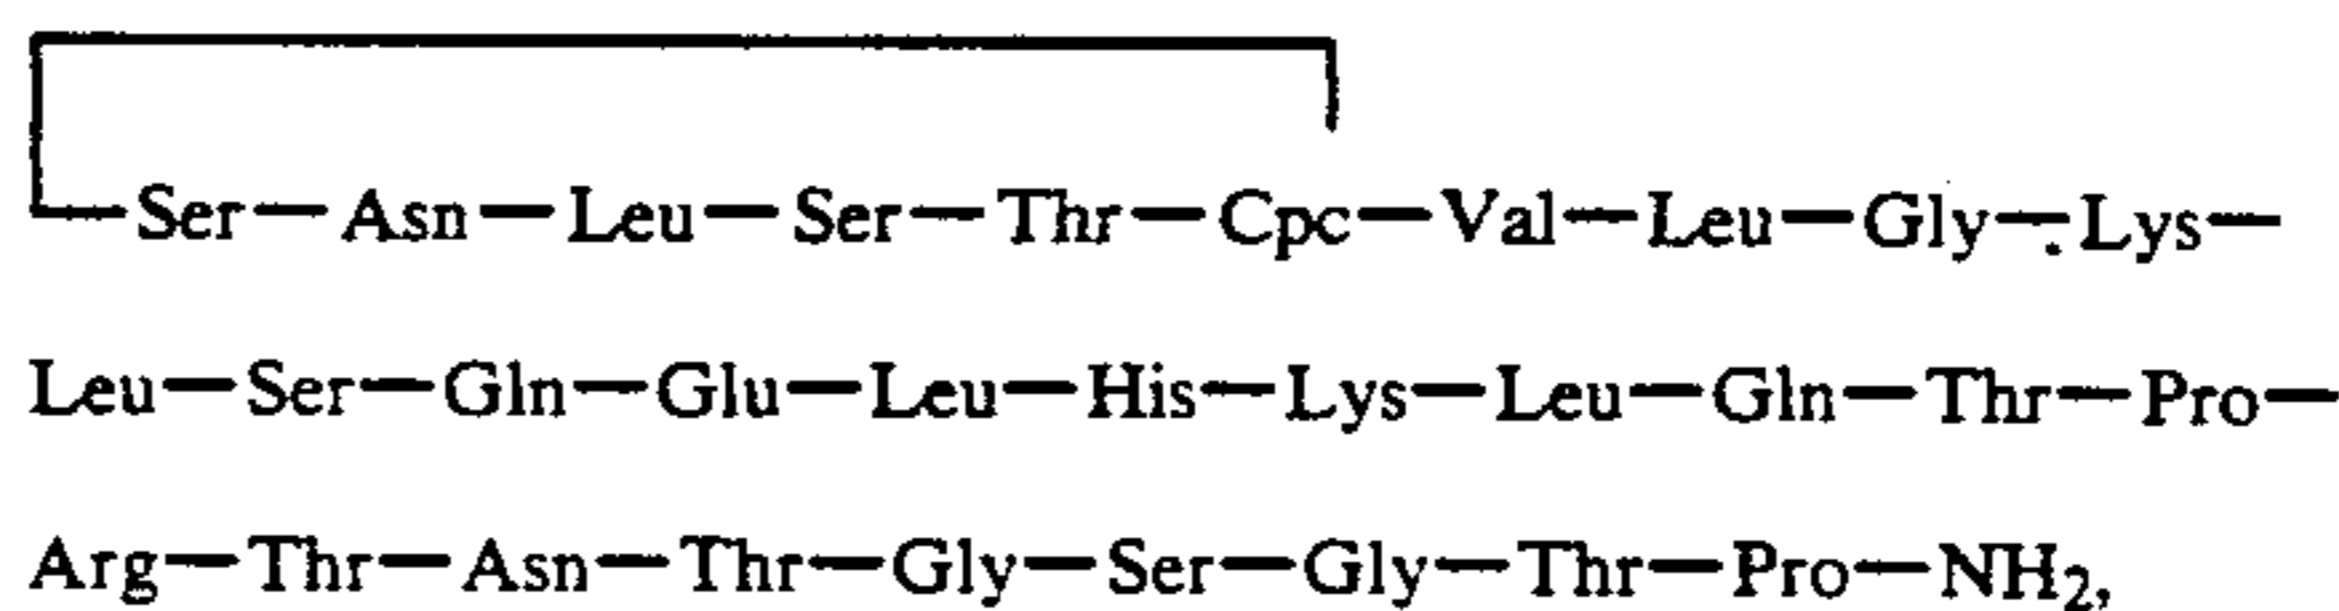 Ser—Asn—Leu—Ser—Thr—Cpc—Val—Leu—Gly—Lys—
Leu—Ser—Gln—Glu—Leu—His—Lys—Leu—Gln—Thr—Pro—
Arg—Thr—Asn—Thr—Gly—Ser—Gly—Thr—Pro—NH₂,